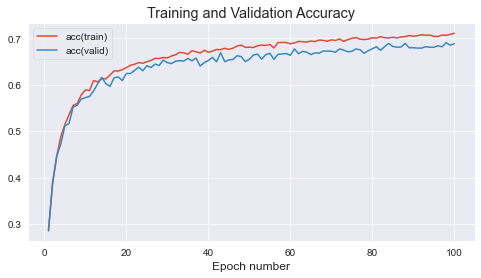 Training and Validation Accuracy
acc(train)
acc(valid)
0.7
0.6
0.5
0.4
0.3
0 20 40 60 80 100
Epoch number